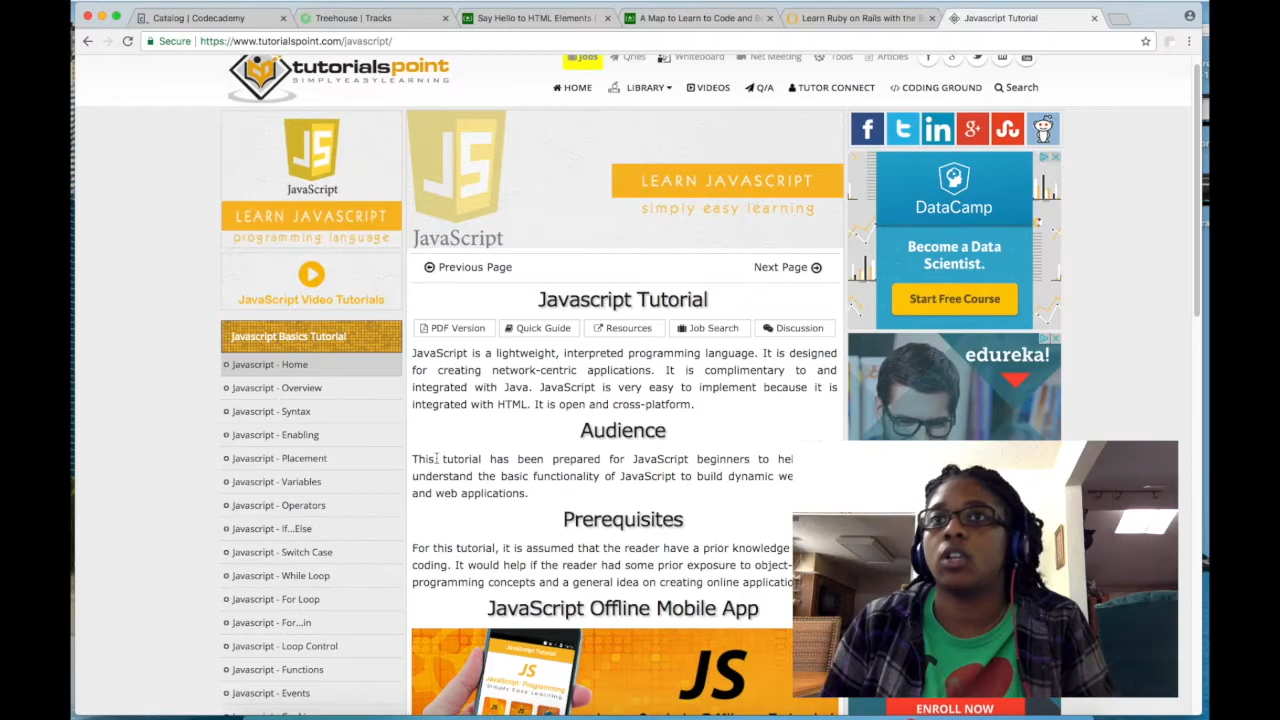 Catalog | Codecademy
Treehouse | Tracks
Say Hello to HTML Elements |
A Map to Learn to Code and B
Learn Ruby on Rails with the E
Javascript Tutorial
Secure
https://www.tutorialspoint.com/javascript/
tutorialspoint
SIMPLYEASYLEARNING
Jobs
Qries
Whiteboard
Net Meeting
Tools
Articles
HOME
LIBRARY
VIDEOS
Q/A
TUTOR CONNECT
CODING GROUND
Search
JS
JavaScript
LEARN JAVASCRIPT
programming language
JavaScript Video Tutorials
Javascript Basics Tutorial
Javascript - Home
Javascript - Overview
Javascript - Syntax
Javascript - Enabling
Javascript - Placement
Javascript - Variables
Javascript - Operators
Javascript - If...Else
Javascript - Switch Case
Javascript - While Loop
Javascript - For Loop
Javascript - For...in
Javascript - Loop Control
Javascript - Functions
Javascript - Events
JS
JavaScript
LEARN JAVASCRIPT
simply easy learning
Previous Page
Next Page
Javascript Tutorial
PDF Version
Quick Guide
Resources
Job Search
Discussion
JavaScript is a lightweight, interpreted programming language. It is designed
for creating network-centric applications. It is complimentary to and
integrated with Java. JavaScript is very easy to implement because it is
integrated with HTML. It is open and cross-platform.
Audience
This tutorial has been prepared for JavaScript beginners to hel
understand the basic functionality of JavaScript to build dynamic we
and web applications.
Prerequisites
For this tutorial, it is assumed that the reader have a prior knowledge
coding. It would help if the reader had some prior exposure to object-
programming concepts and a general idea on creating online applicatio
JavaScript Offline Mobile App
JavaScript Tutorial
JS
JavaScript Programming
Simply Easy Learning
JS
DataCamp
Become a Data
Scientist.
Start Free Course
edureka!
ENROLL NOW